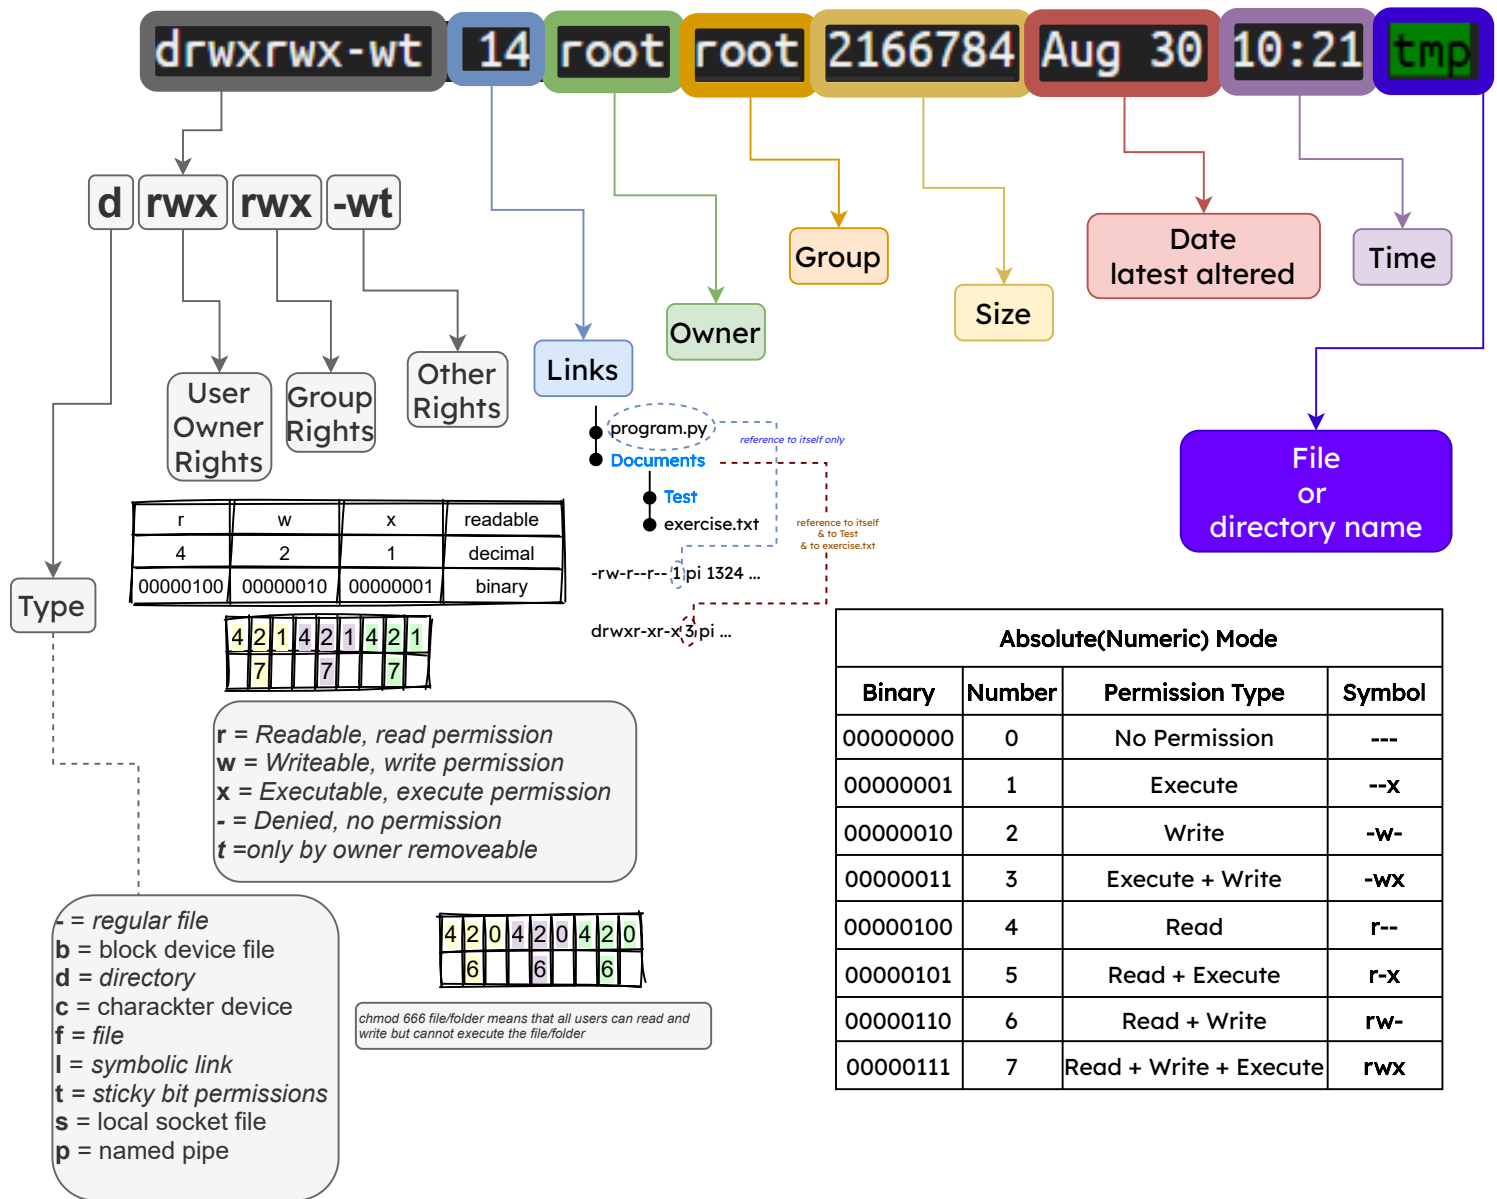 drwxrwx-wt 14 root root 2166784 Aug 30 10:21 tmp
d rwx rwx -wt
User
Owner
Rights
Group
Rights
Other
Rights
Links
Owner
Group
Size
Date
latest altered
Time
File
or
directory name
Type
program.py
Documents
Test
exercise.txt
reference to itself only
reference to itself
& to Test
& to exercise.txt
-rw-r--r-- 1 pi 1324 ...
drwxr-xr-x 3 pi ...
r w x readable
4 2 1 decimal
00000100 00000010 00000001 binary
4 2 1 4 2 1 4 2 1
7 7 7
r = Readable, read permission
w = Writeable, write permission
x = Executable, execute permission
- = Denied, no permission
t =only by owner removeable
- = regular file
b = block device file
d = directory
c = charackter device
f = file
l = symbolic link
t = sticky bit permissions
s = local socket file
p = named pipe
4 2 0 4 2 0 4 2 0
6 6 6
chmod 666 file/folder means that all users can read and
write but cannot execute the file/folder
Absolute(Numeric) Mode
Binary Number Permission Type Symbol
00000000 0 No Permission ---
00000001 1 Execute --x
00000010 2 Write -w-
00000011 3 Execute + Write -wx
00000100 4 Read r--
00000101 5 Read + Execute r-x
00000110 6 Read + Write rw-
00000111 7 Read + Write + Execute rwx